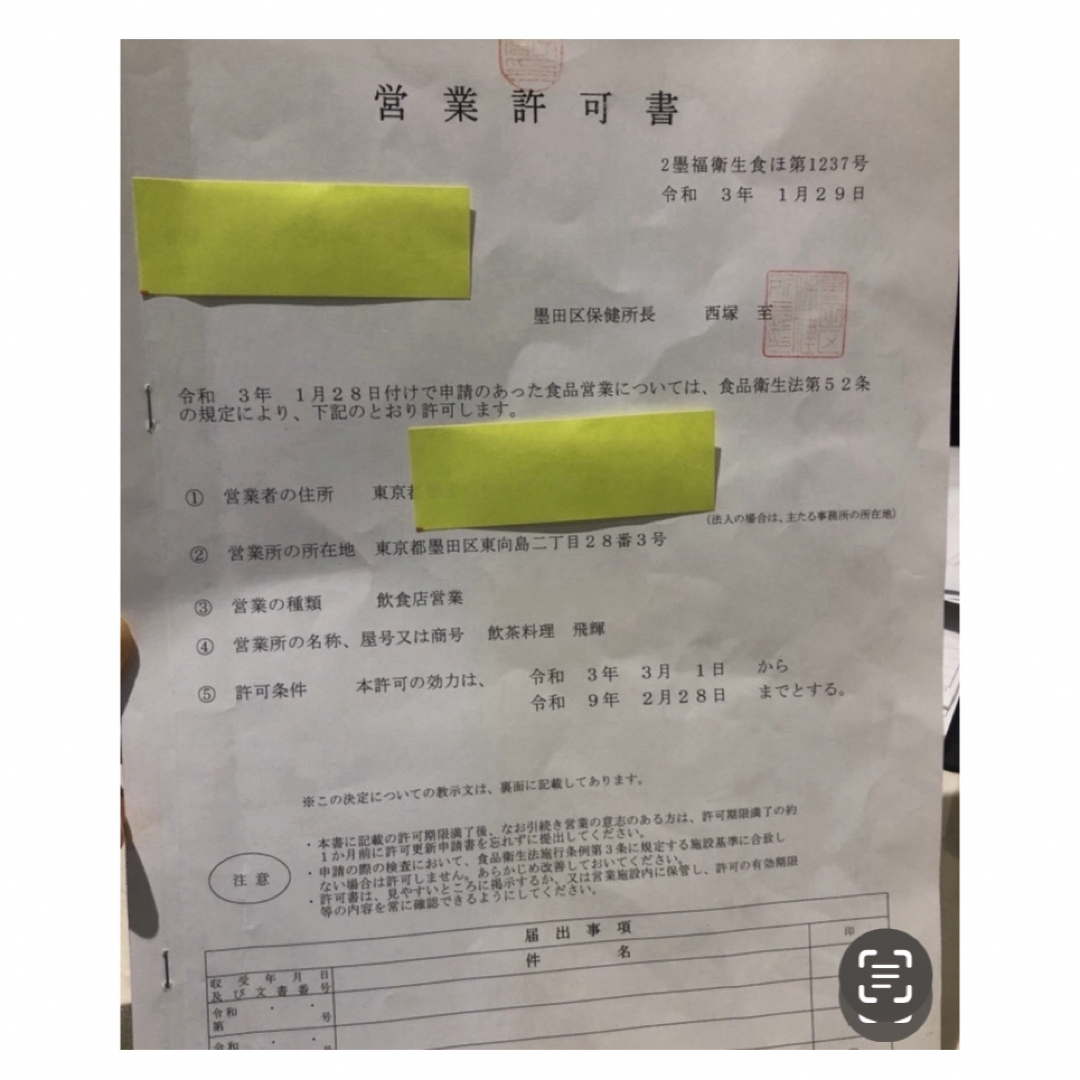 営業許可書
2墨福衛生食ほ第1237号
令和 3年 1月29日
墨田区保健所長 西塚 至
令和 3年 1月28日付けで申請のあった食品営業については、食品衛生法第52条
の規定により、下記のとおり許可します。
① 営業者の住所 東京都
(法人の場合は、主たる事務所の所在地)
② 営業所の所在地 東京都墨田区東向島二丁目28番3号
③ 営業の種類 飲食店営業
④ 営業所の名称、屋号又は商号 飲茶料理 飛輝
⑤ 許可条件 本許可の効力は、 令和 3年 3月 1日 から
令和 9年 2月28日 までとする。
※この決定についての教示文は、裏面に記載してあります。
注意
・本書に記載の許可期限満了後、なお引続き営業の意志のある方は、許可期限満了の約
1か月前に許可更新申請書を忘れずに提出してください。
・申請の際の検査において、食品衛生法施行条例第3条に規定する施設基準に合致し
ない場合は許可しません。あらかじめ改善しておいてください。
・許可書は、見やすいところに掲示するか、又は営業施設内に保管し、許可の有効期限
等の内容を常に確認できるようにしてください。
届出事項
印
件名
収受年月日
及び文書番号
令和 ・ ・
第 号
令和 ・ ・
号